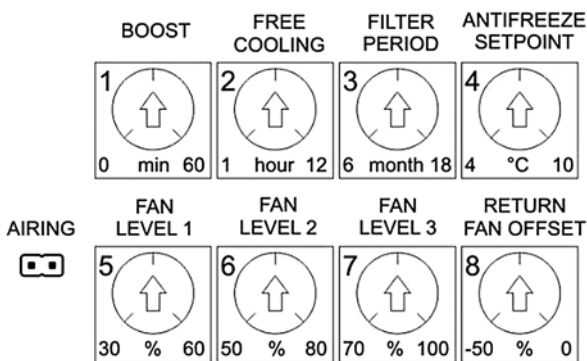 BOOST
FREE COOLING
FILTER PERIOD
ANTIFREEZE SETPOINT
1
2
3
4
0 min 60
1 hour 12
6 month 18
4 °C 10
AIRING
FAN LEVEL 1
FAN LEVEL 2
FAN LEVEL 3
RETURN FAN OFFSET
5
6
7
8
30 % 60
50 % 80
70 % 100
-50 % 0